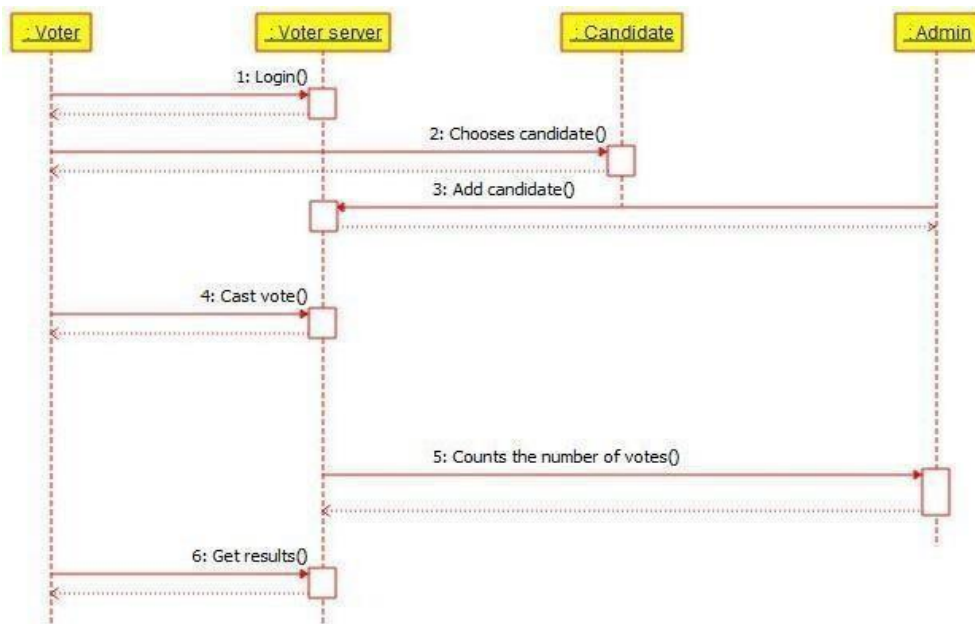 : Voter
: Voter server
: Candidate
: Admin
1: Login()
2: Chooses candidate()
3: Add candidate()
4: Cast vote()
5: Counts the number of votes()
6: Get results()